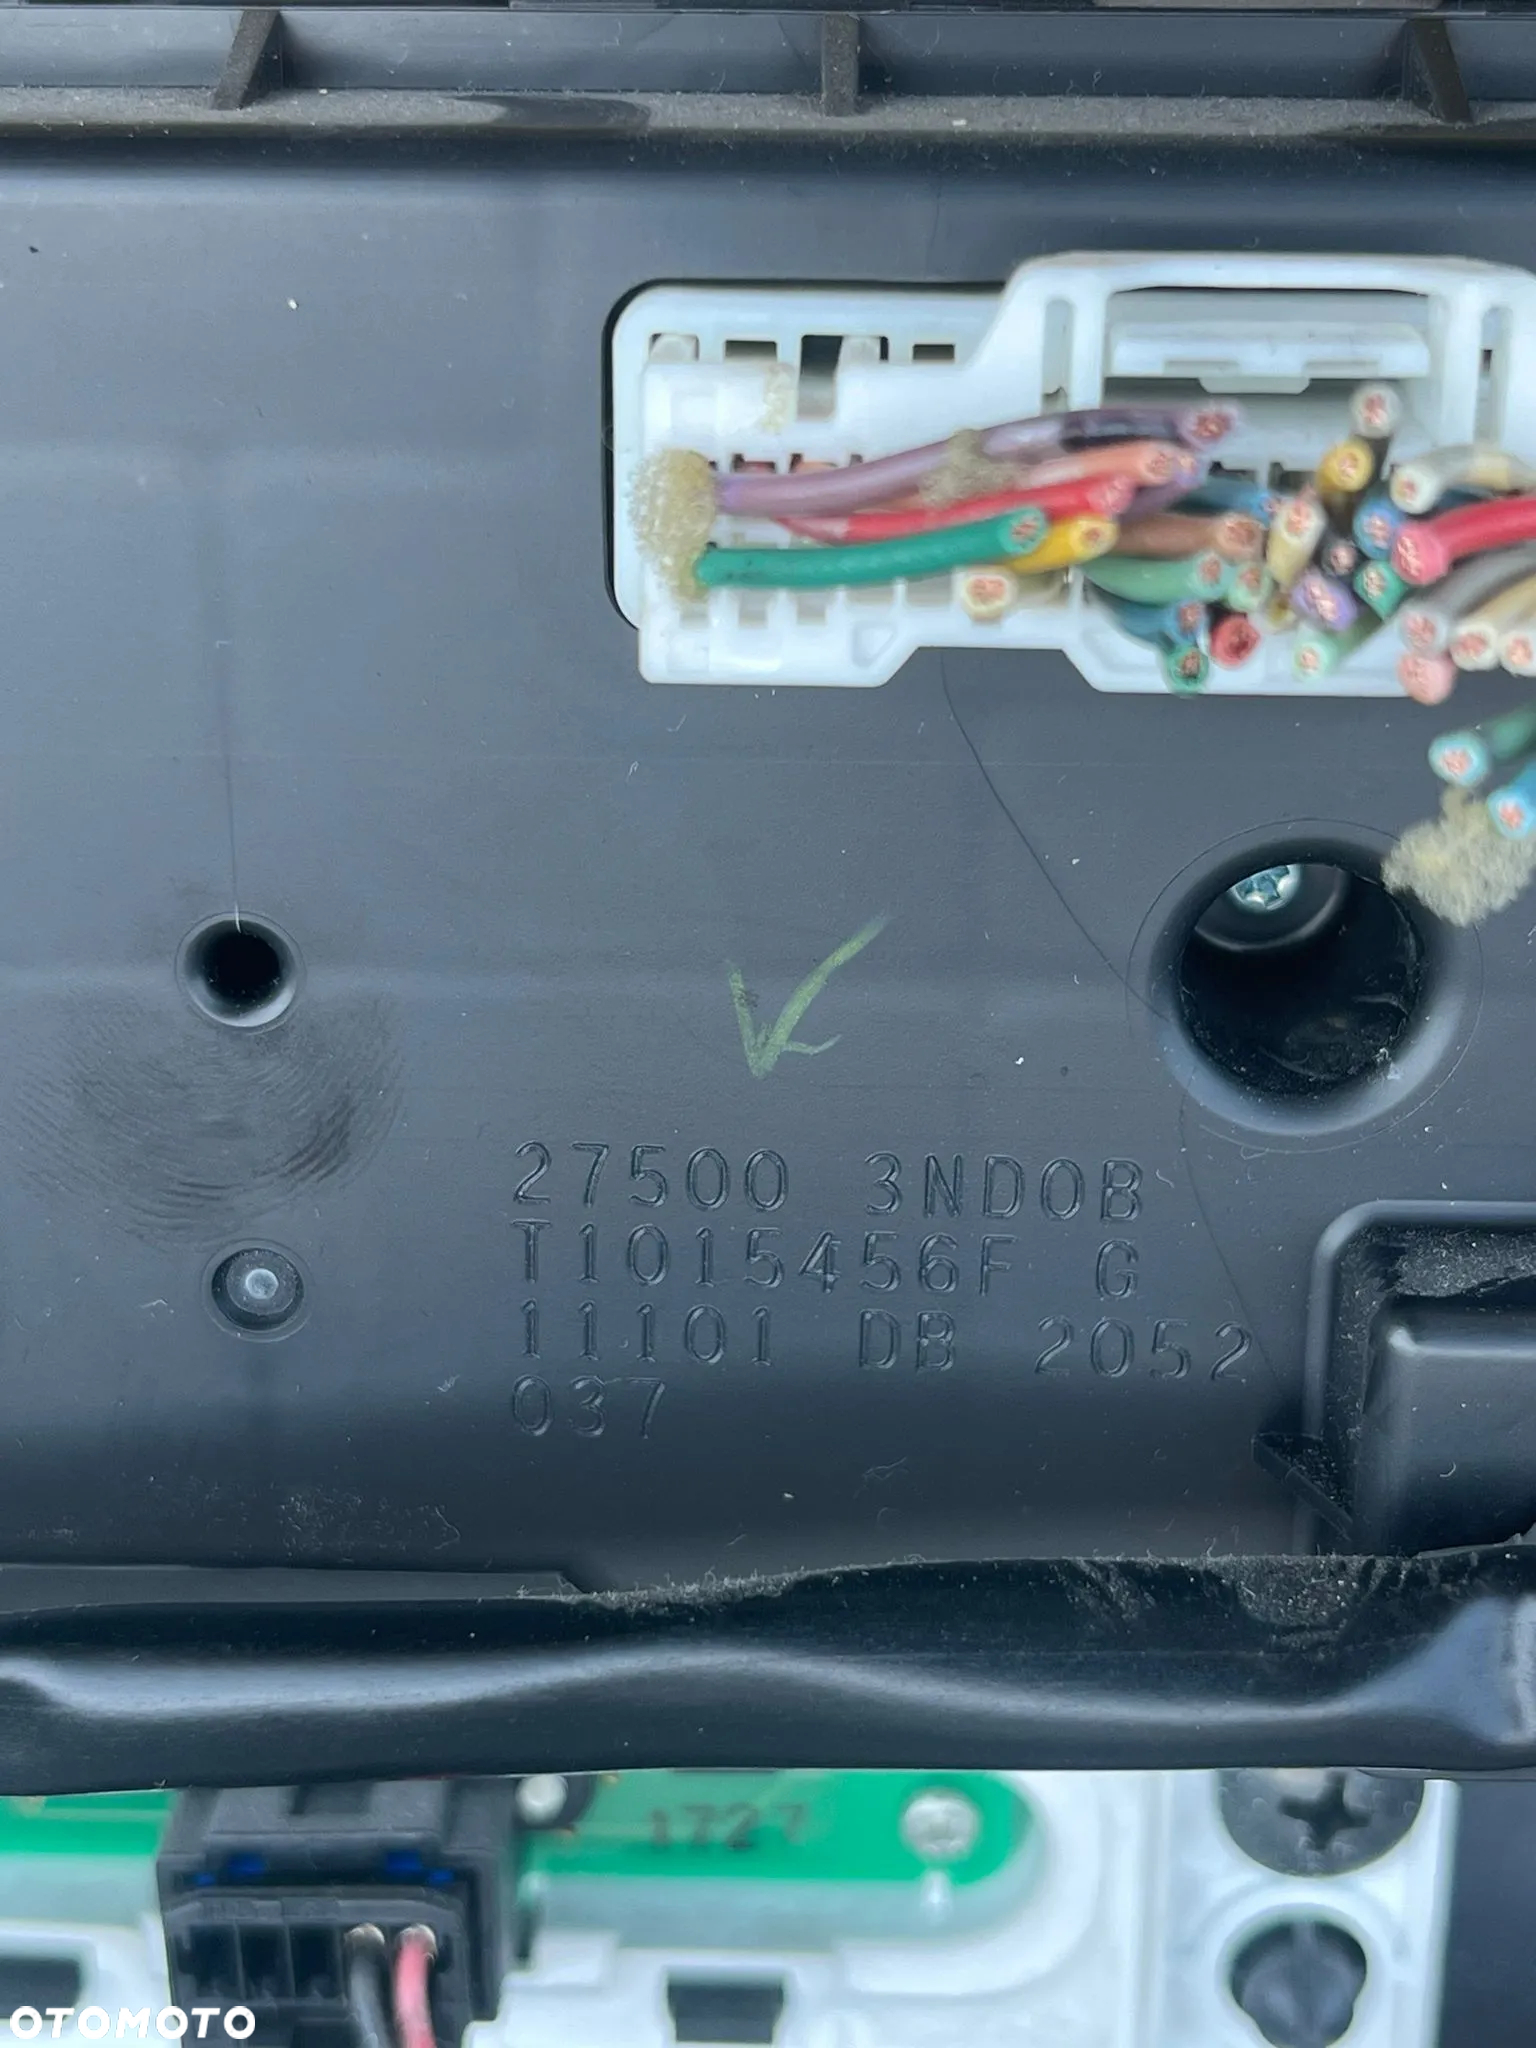 27500 3ND0B
T1015456F G
11101 DB 2052
037
1727
OTOMOTO